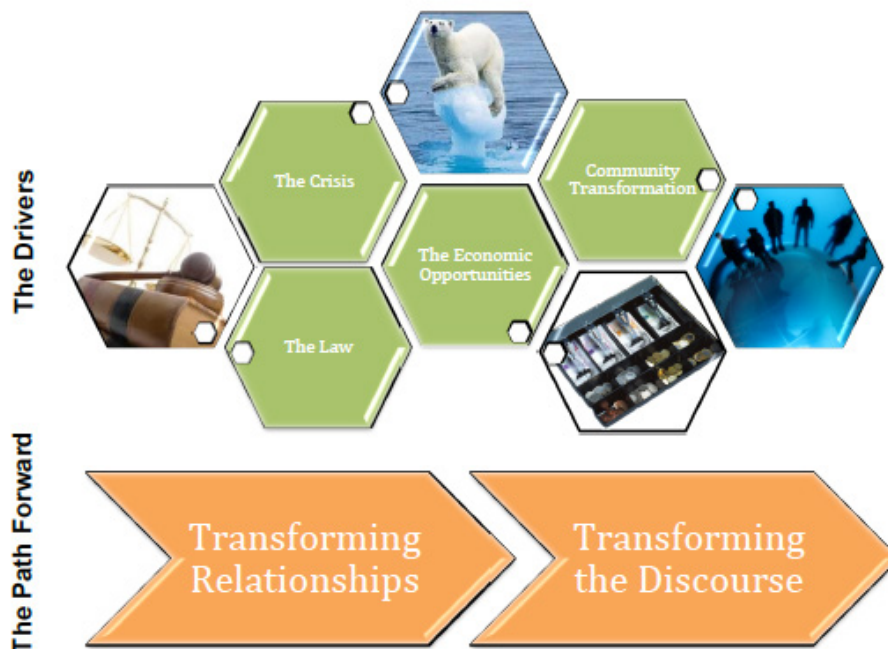 The Drivers
The Crisis
Community
Transformation
The Economic
Opportunities
The Law
The Path Forward
Transforming
Relationships
Transforming
the Discourse